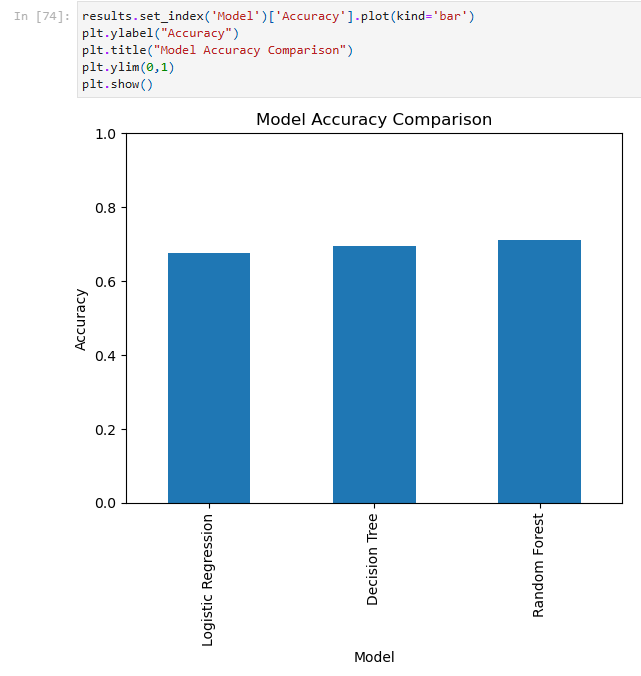 In [74]:
results.set_index('Model')['Accuracy'].plot(kind='bar')
plt.ylabel("Accuracy")
plt.title("Model Accuracy Comparison")
plt.ylim(0,1)
plt.show()
Model Accuracy Comparison
1.0
0.8
0.6
0.4
0.2
0.0
Accuracy
Logistic Regression
Decision Tree
Random Forest
Model